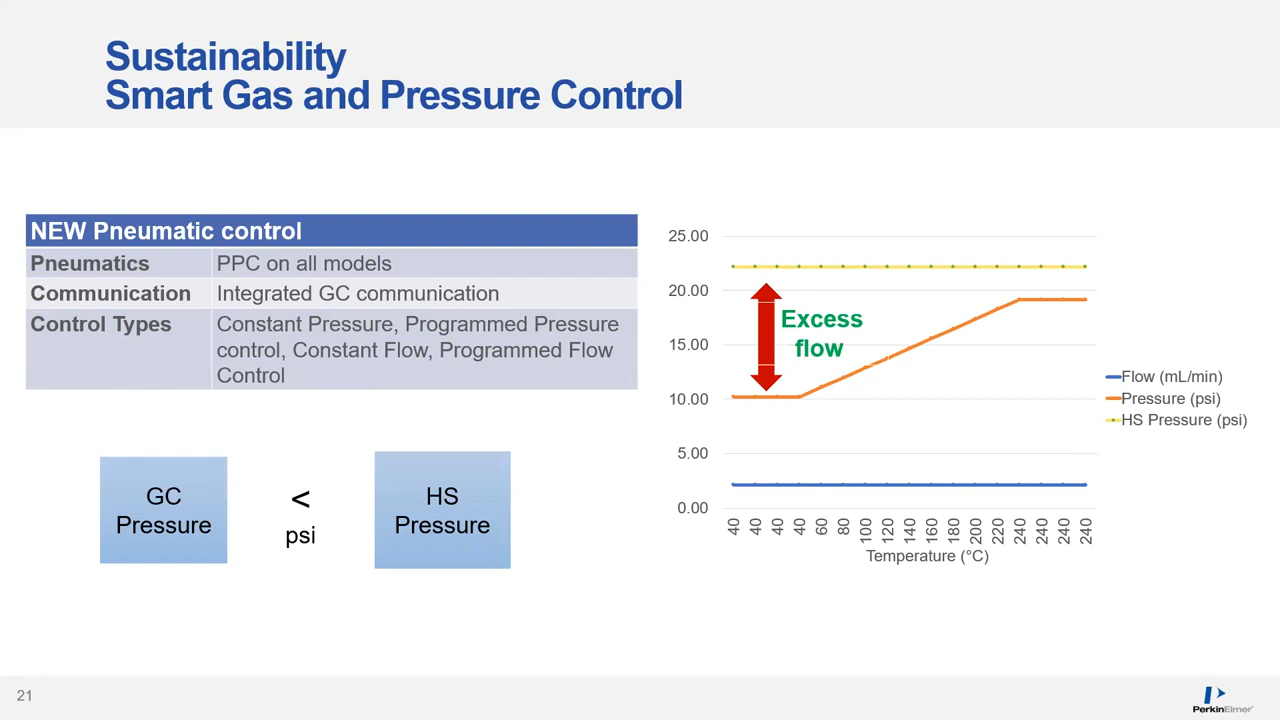 Sustainability
Smart Gas and Pressure Control
NEW Pneumatic control
Pneumatics PPC on all models
Communication Integrated GC communication
Control Types Constant Pressure, Programmed Pressure
control, Constant Flow, Programmed Flow
Control
GC
Pressure
<
psi
HS
Pressure
25.00
20.00
15.00
10.00
5.00
0.00
Excess
flow
40 40 40 40 60 80 100 120 140 160 180 200 220 240 240 240 240
Temperature (°C)
Flow (mL/min)
Pressure (psi)
HS Pressure (psi)
21
PerkinElmer